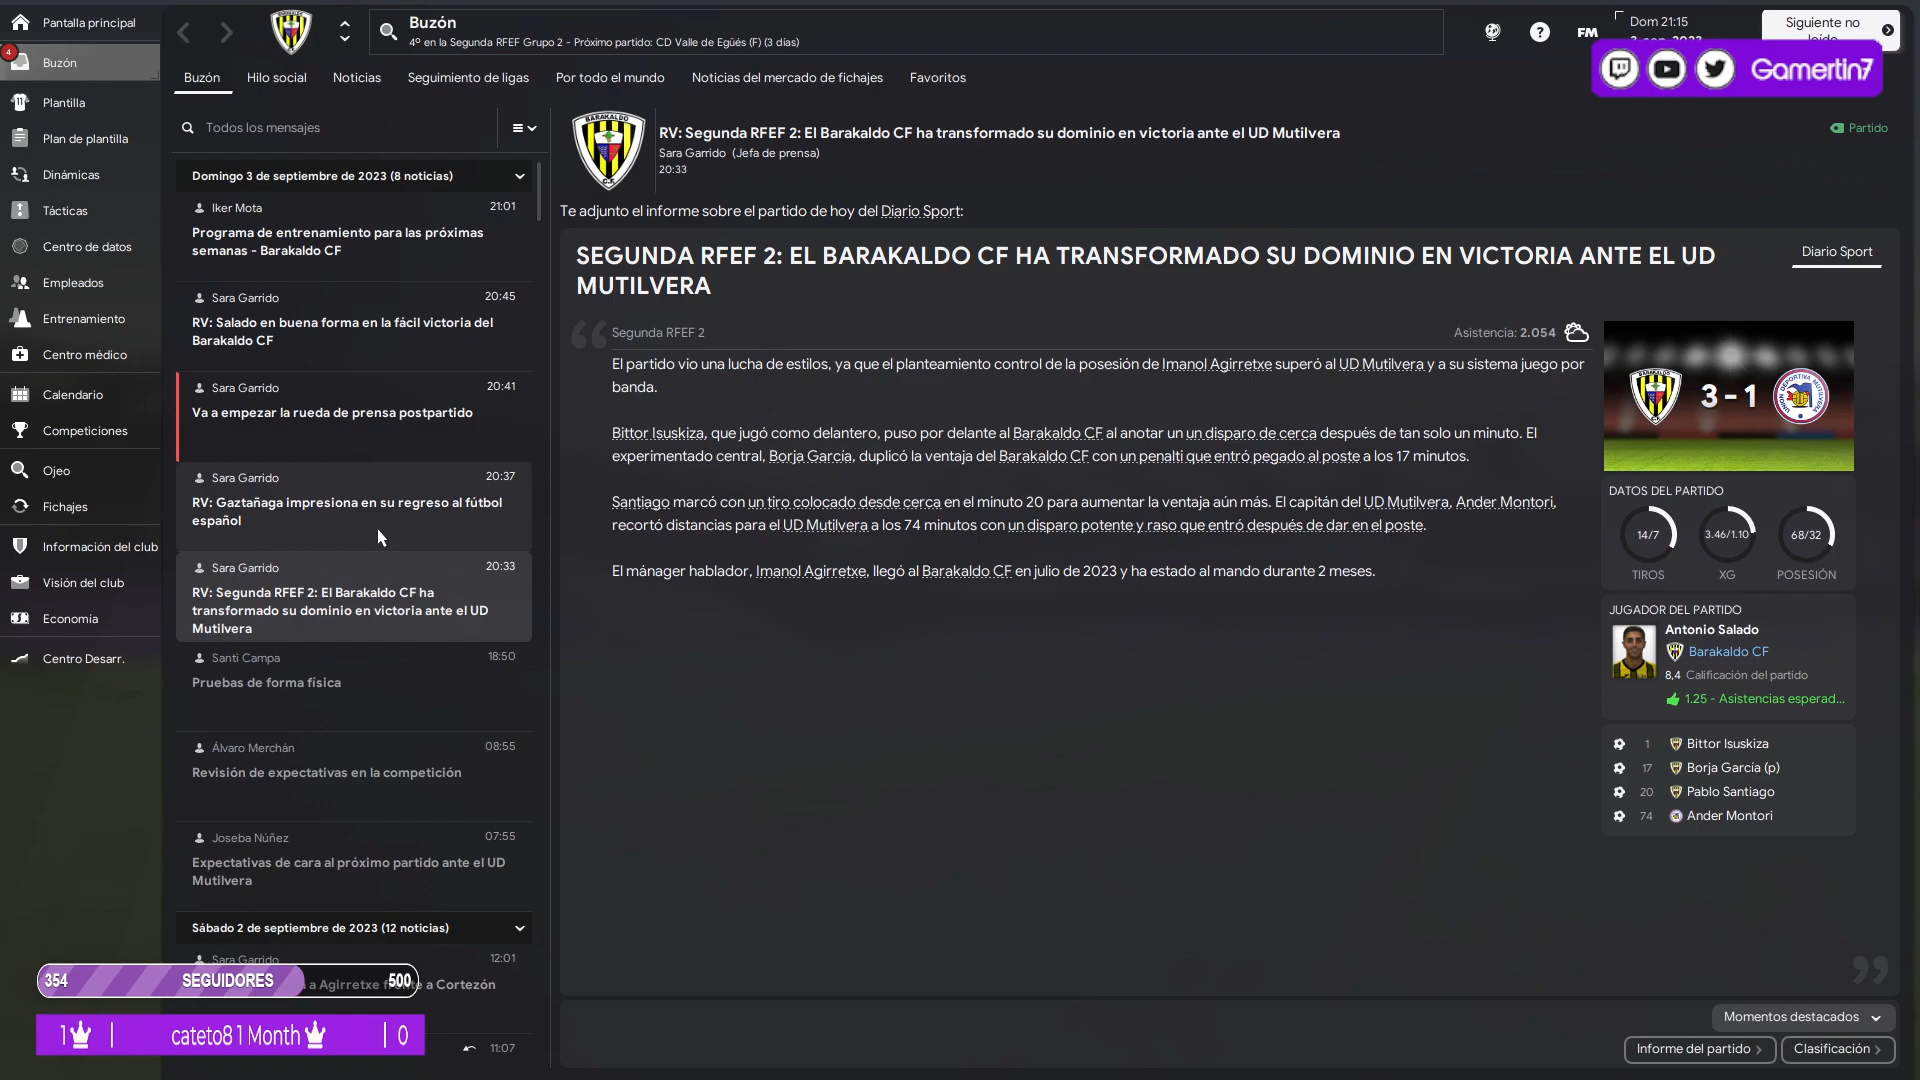 Pantalla principal
4
Buzón
Plantilla
Plan de plantilla
Dinámicas
Tácticas
Centro de datos
Empleados
Entrenamiento
Centro médico
Calendario
Competiciones
Ojeo
Fichajes
Información del club
Visión del club
Economía
Centro Desarr.
Buzón
4º en la Segunda RFEF Grupo 2 - Próximo partido: CD Valle de Egüés (F) (3 días)
FM
Dom 21:15
Siguiente no
Gamertin7
Buzón
Hilo social
Noticias
Seguimiento de ligas
Por todo el mundo
Noticias del mercado de fichajes
Favoritos
Todos los mensajes
Domingo 3 de septiembre de 2023 (8 noticias)
Iker Mota 21:01
Programa de entrenamiento para las próximas
semanas - Barakaldo CF
Sara Garrido 20:45
RV: Salado en buena forma en la fácil victoria del
Barakaldo CF
Sara Garrido 20:41
Va a empezar la rueda de prensa postpartido
Sara Garrido 20:37
RV: Gaztañaga impresiona en su regreso al fútbol
español
Sara Garrido 20:33
RV: Segunda RFEF 2: El Barakaldo CF ha
transformado su dominio en victoria ante el UD
Mutilvera
Santi Campa 18:50
Pruebas de forma física
Álvaro Merchán 08:55
Revisión de expectativas en la competición
Joseba Núñez 07:55
Expectativas de cara al próximo partido ante el UD
Mutilvera
Sábado 2 de septiembre de 2023 (12 noticias)
Sara Garrido 12:01
a Agirretxe frente a Cortezón
11:07
354 SEGUIDORES 500
1 | cateto8 1 Month | 0
RV: Segunda RFEF 2: El Barakaldo CF ha transformado su dominio en victoria ante el UD Mutilvera
Sara Garrido (Jefa de prensa)
20:33
Partido
Te adjunto el informe sobre el partido de hoy del Diario Sport:
SEGUNDA RFEF 2: EL BARAKALDO CF HA TRANSFORMADO SU DOMINIO EN VICTORIA ANTE EL UD
MUTILVERA
Diario Sport
Segunda RFEF 2
Asistencia: 2.054
El partido vio una lucha de estilos, ya que el planteamiento control de la posesión de Imanol Agirretxe superó al UD Mutilvera y a su sistema juego por
banda.
Bittor Isuskiza, que jugó como delantero, puso por delante al Barakaldo CF al anotar un un disparo de cerca después de tan solo un minuto. El
experimentado central, Borja García, duplicó la ventaja del Barakaldo CF con un penalti que entró pegado al poste a los 17 minutos.
Santiago marcó con un tiro colocado desde cerca en el minuto 20 para aumentar la ventaja aún más. El capitán del UD Mutilvera, Ander Montori,
recortó distancias para el UD Mutilvera a los 74 minutos con un disparo potente y raso que entró después de dar en el poste.
El mánager hablador, Imanol Agirretxe, llegó al Barakaldo CF en julio de 2023 y ha estado al mando durante 2 meses.
3 - 1
DATOS DEL PARTIDO
14/7
3.46/1.10
68/32
TIROS
XG
POSESIÓN
JUGADOR DEL PARTIDO
Antonio Salado
Barakaldo CF
8,4 Calificación del partido
1.25 - Asistencias esperad...
1 Bittor Isuskiza
17 Borja García (p)
20 Pablo Santiago
74 Ander Montori
Momentos destacados
Informe del partido
Clasificación